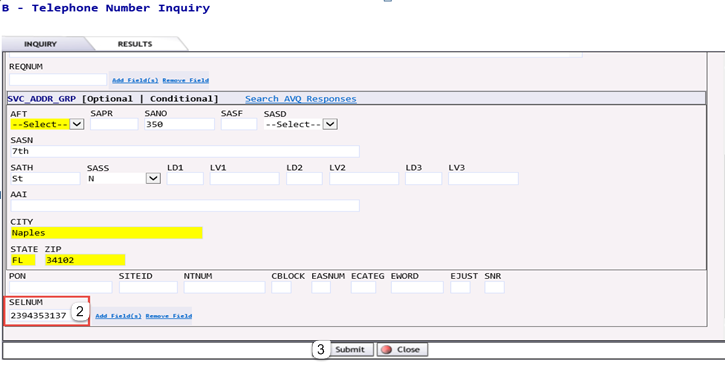 B - Telephone Number Inquiry
INQUIRY RESULTS
REQNUM
Add Field(s) Remove Field
SVC_ADDR_GRP [Optional | Conditional] Search AVQ Responses
AFT SAPR SANO SASF SASD
--Select-- 350 --Select--
SASN
7th
SATH SASS LD1 LV1 LD2 LV2 LD3 LV3
St N
AAI
CITY
Naples
STATE ZIP
FL 34102
PON SITEID NTNUM CBLOCK EASNUM ECATEG EWORD EJUST SNR
SELNUM
2394353137 2 Add Field(s) Remove Field
3 Submit Close